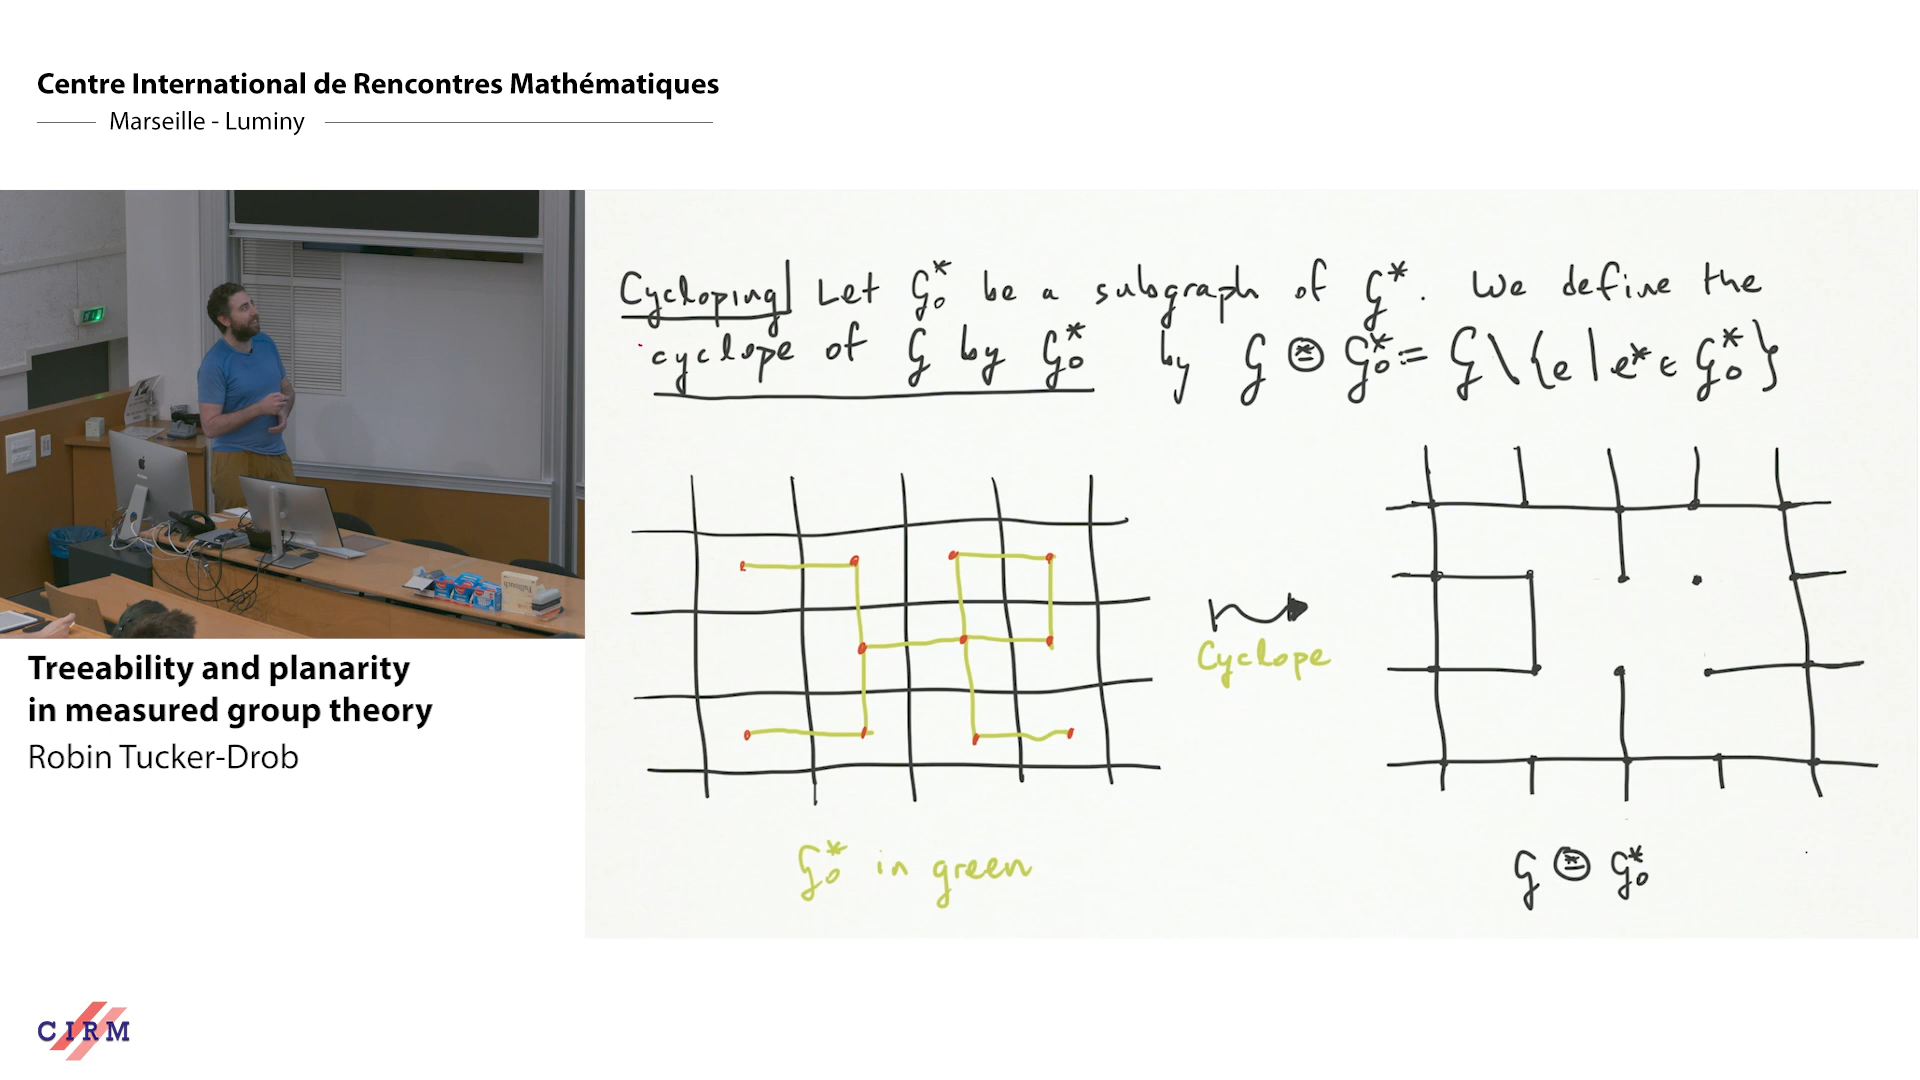 Centre International de Rencontres Mathématiques
Marseille - Luminy
Cycloping Let G₀* be a subgraph of G*. We define the
cyclope of G by G₀* by G ⊛ G₀* := G \ {e | e* ∈ G₀*}
Cyclope
G₀* in green
G ⊛ G₀*
Treeability and planarity
in measured group theory
Robin Tucker-Drob
CIRM